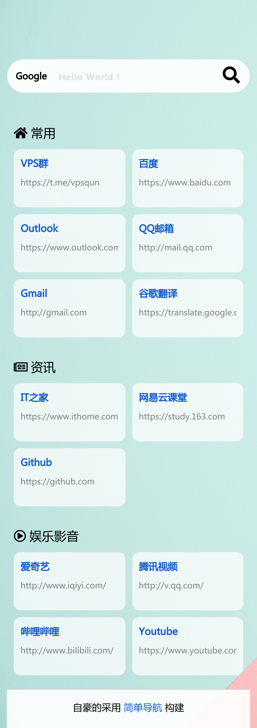 Google Hello World !
常用
VPS群 百度
https://t.me/vpsqun https://www.baidu.com
Outlook QQ邮箱
https://www.outlook.com http://mail.qq.com
Gmail 谷歌翻译
http://gmail.com https://translate.google.c
资讯
IT之家 网易云课堂
https://www.ithome.com https://study.163.com
Github
https://github.com
娱乐影音
爱奇艺 腾讯视频
http://www.iqiyi.com/ http://v.qq.com/
哔哩哔哩 Youtube
http://www.bilibili.com/ https://www.youtube.cor
自豪的采用 简单导航 构建